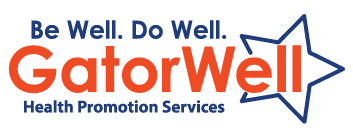 Be Well. Do Well.
GatorWell
Health Promotion Services